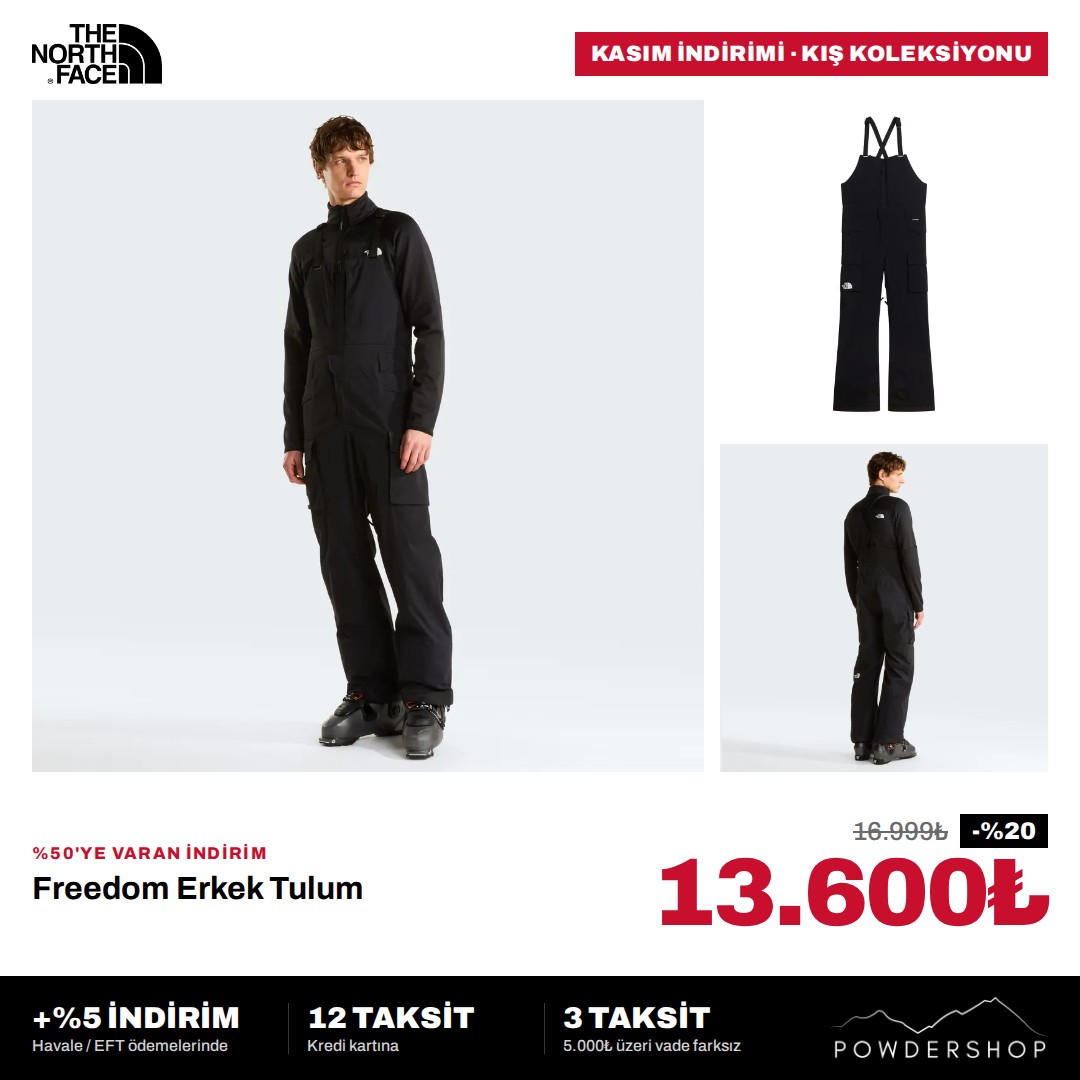 THE
NORTH
FACE
KASIM İNDİRİMİ · KIŞ KOLEKSİYONU
16.999₺ -%20
%50'YE VARAN İNDİRİM
Freedom Erkek Tulum
13.600₺
+%5 İNDİRİM
Havale / EFT ödemelerinde
12 TAKSİT
Kredi kartına
3 TAKSİT
5.000₺ üzeri vade farksız
POWDERSHOP